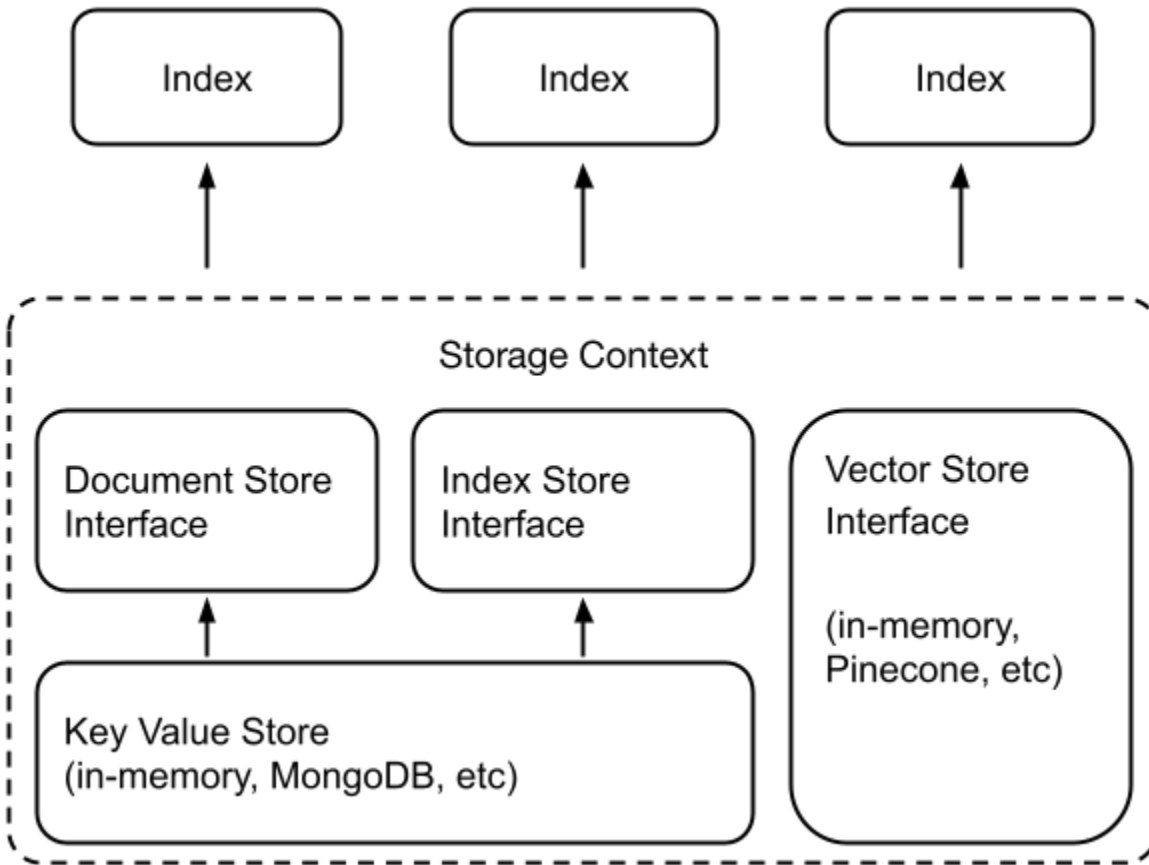 Index
Index
Index
Storage Context
Document Store
Interface
Index Store
Interface
Vector Store
Interface
(in-memory,
Pinecone, etc)
Key Value Store
(in-memory, MongoDB, etc)